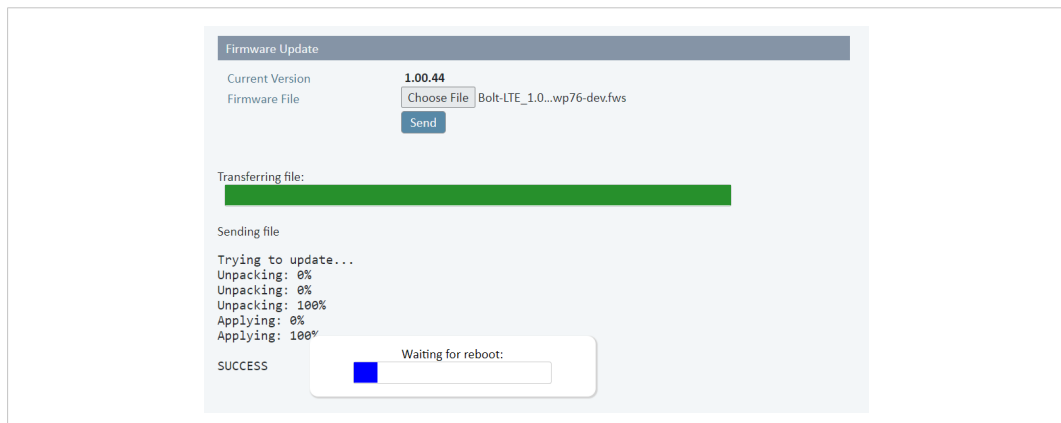 Firmware Update
Current Version 1.00.44
Firmware File Choose File Bolt-LTE_1.0...wp76-dev.fws
Send
Transferring file:
Sending file
Trying to update...
Unpacking: 0%
Unpacking: 0%
Unpacking: 100%
Applying: 0%
Applying: 100%
Waiting for reboot:
SUCCESS